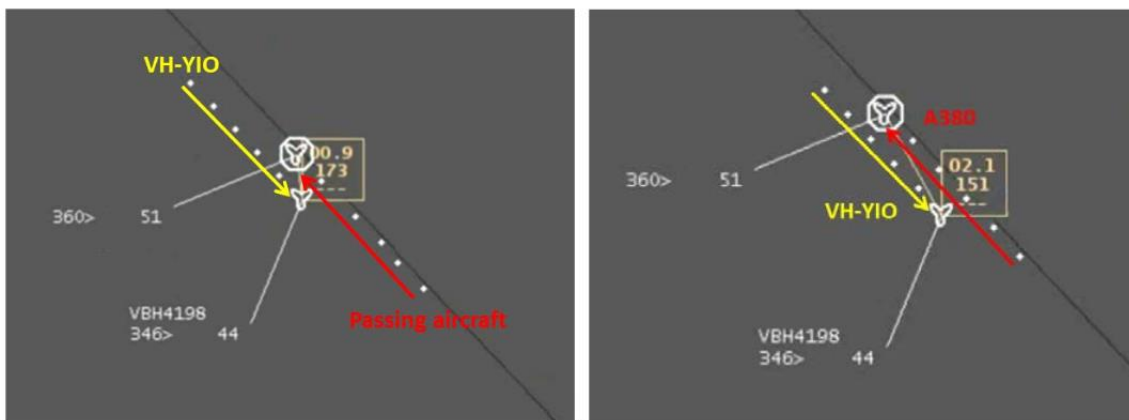 VH-YIO
00.9
173
---
360> 51
VBH4198
346> 44
Passing aircraft
A380
02.1
151
---
360> 51
VH-YIO
VBH4198
346> 44